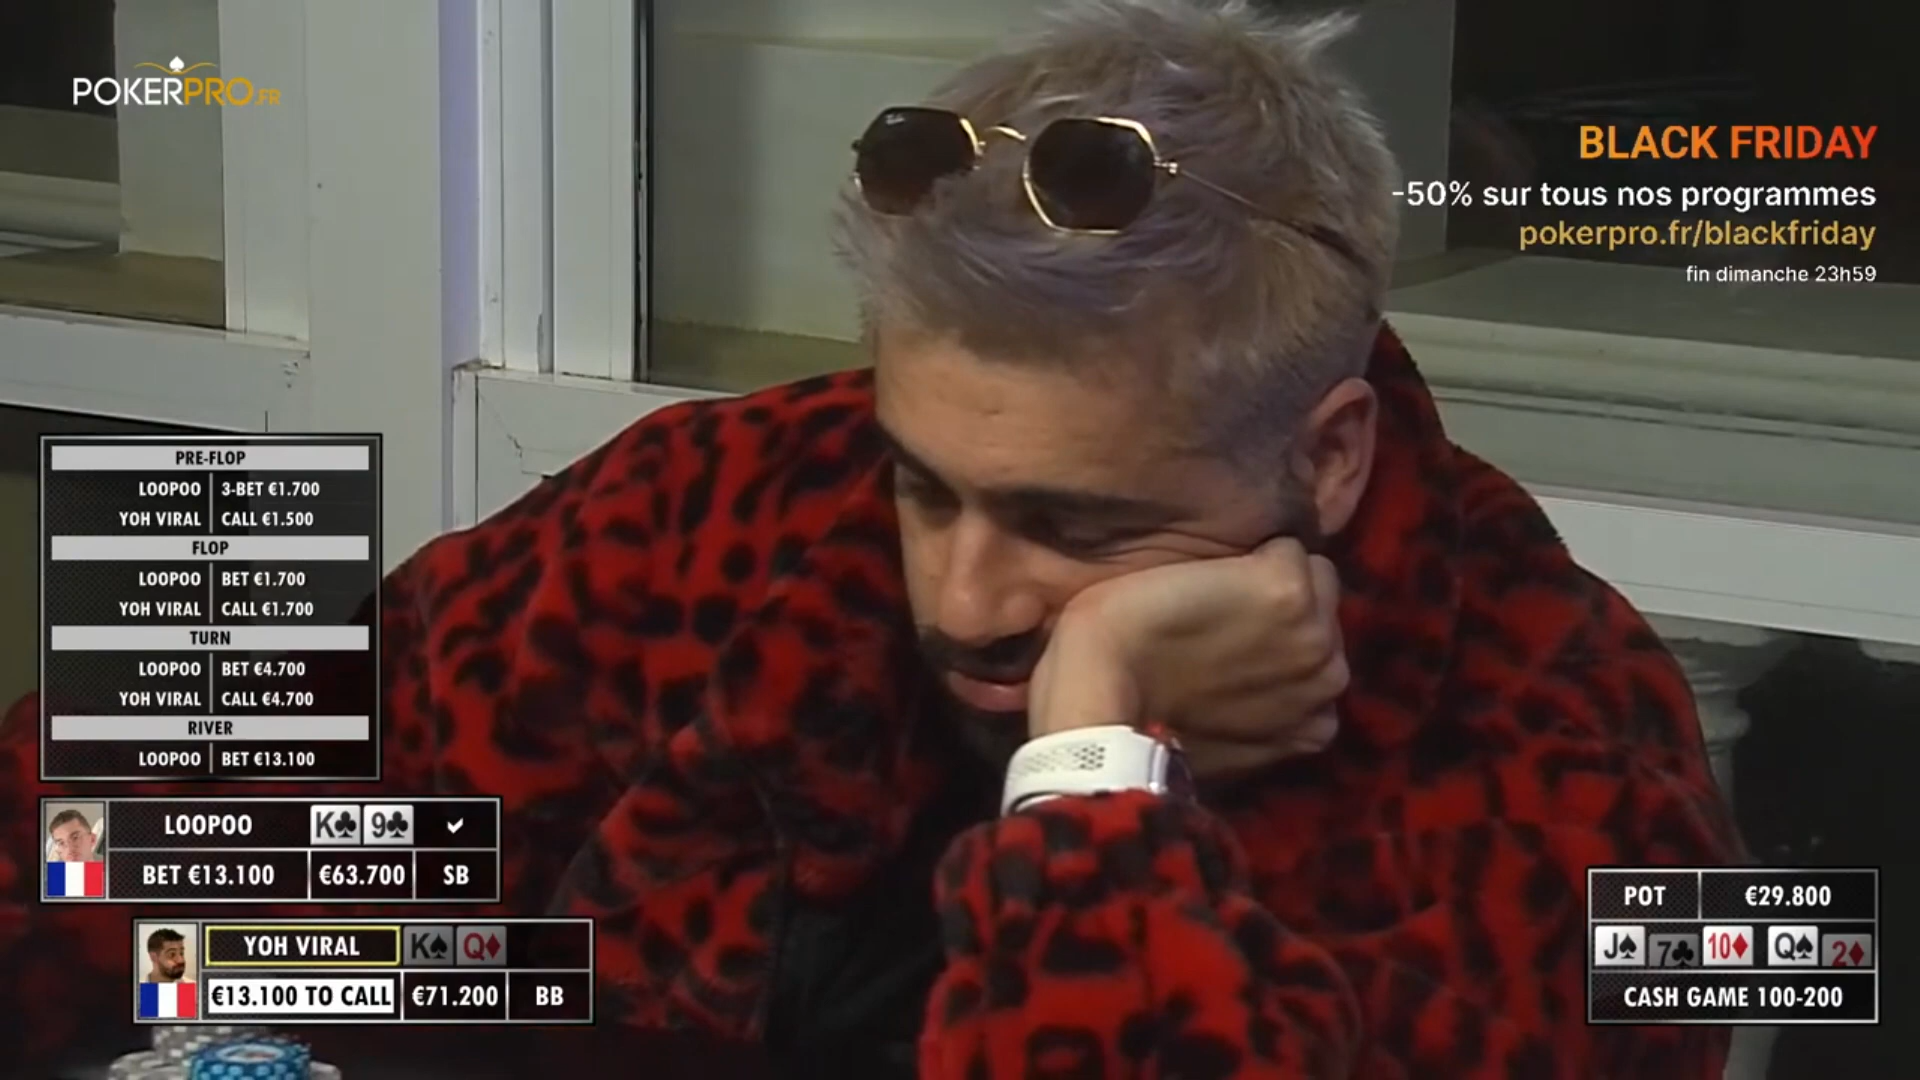 POKERPRO.FR
BLACK FRIDAY
-50% sur tous nos programmes
pokerpro.fr/blackfriday
fin dimanche 23h59
PRE-FLOP
LOOPOO 3-BET €1.700
YOH VIRAL CALL €1.500
FLOP
LOOPOO BET €1.700
YOH VIRAL CALL €1.700
TURN
LOOPOO BET €4.700
YOH VIRAL CALL €4.700
RIVER
LOOPOO BET €13.100
LOOPOO K♣ 9♣
BET €13.100 €63.700 SB
YOH VIRAL K♠ Q♦
€13.100 TO CALL €71.200 BB
POT €29.800
J♠ 7♣ 10♦ Q♠ 2♦
CASH GAME 100-200